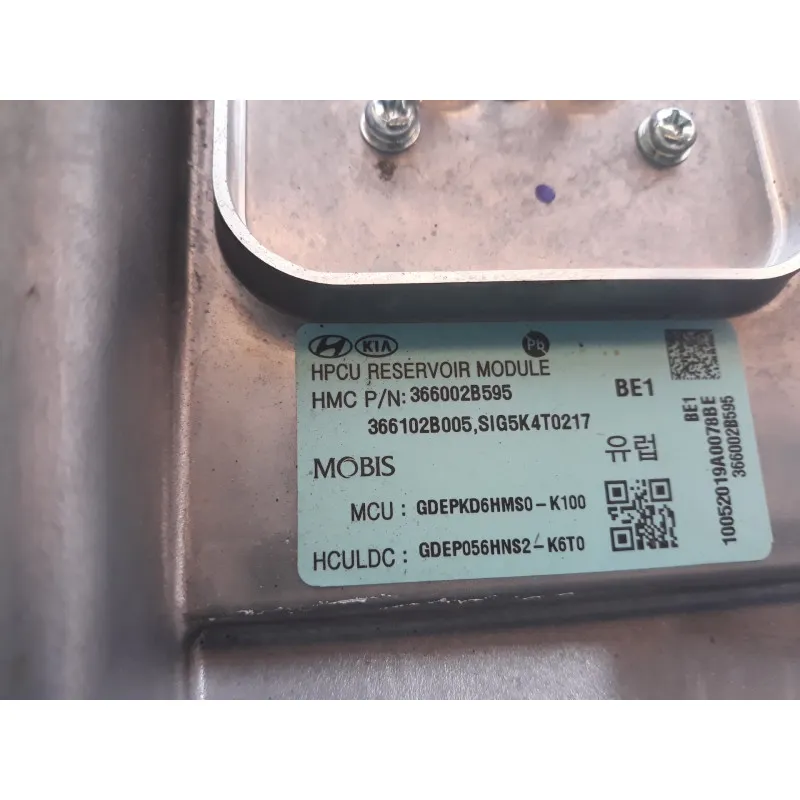 KIA
Pb
HPCU RESERVOIR MODULE
HMC P/N: 366002B595
BE1
366102B005,SIG5K4T0217
MOBIS
유럽
MCU : GDEPKD6HMS0-K100
HCULDC : GDEP056HNS2-K6T0
BE1
10052019A0078BE
366002B595